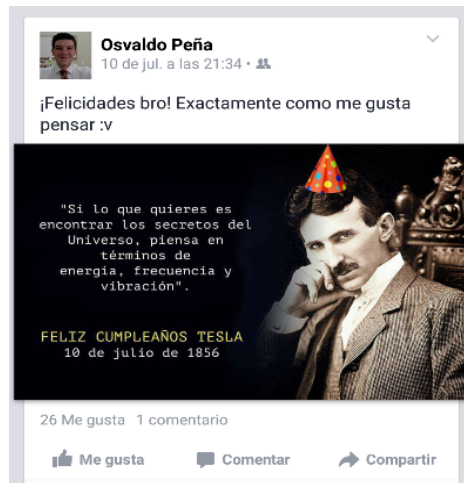 Osvaldo Peña
10 de jul. a las 21:34 •
¡Felicidades bro! Exactamente como me gusta
pensar :v
"Si lo que quieres es
encontrar los secretos del
Universo, piensa en
términos de
energia, frecuencia y
vibración".
FELIZ CUMPLEAÑOS TESLA
10 de julio de 1856
26 Me gusta 1 comentario
Me gusta Comentar Compartir